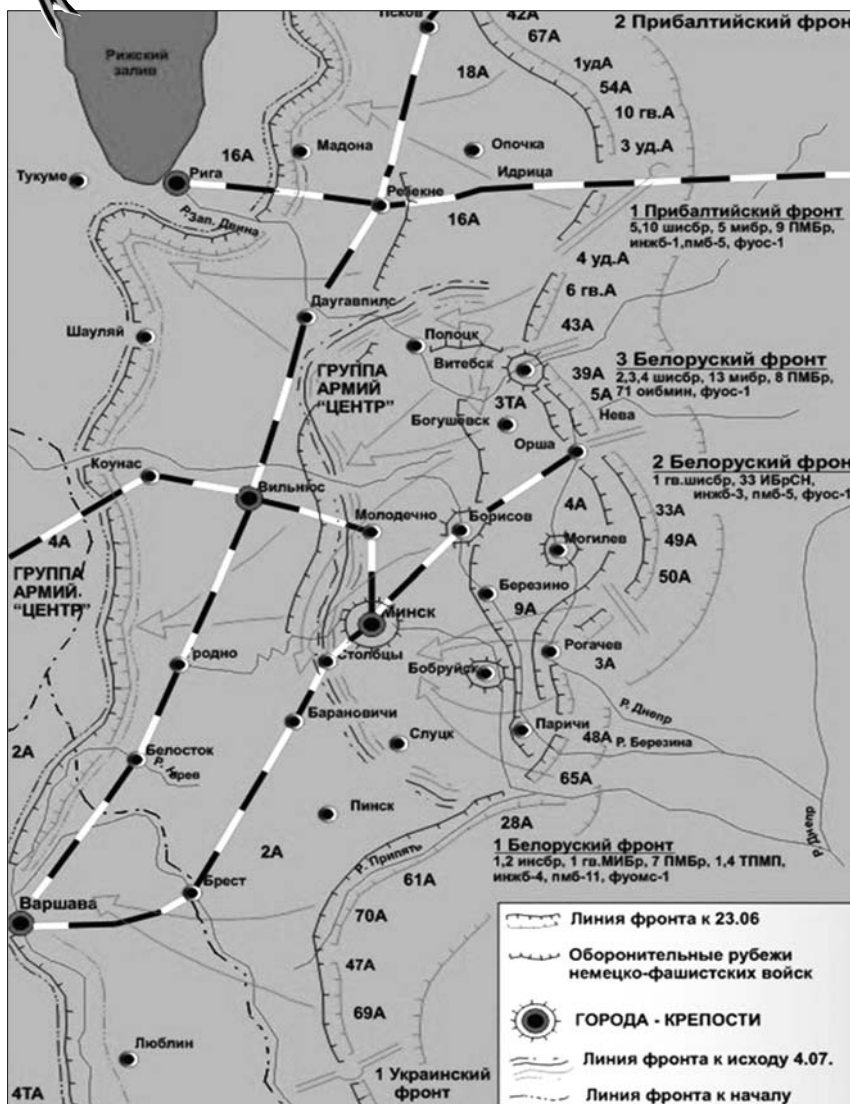 Псков
42А
67А
2 Прибалтийский фронт
Рижский
залив
18А
1удА
54А
10 гв.А
3 уд.А
16А
Мадона
Опочка
Тукуме
Рига
Идрица
Р.Зап. Двина
Резекне
16А
1 Прибалтийский фронт
5,10 шисбр, 5 мибр, 9 ПМБр,
инжб-1,пмб-5, фуос-1
4 уд.А
6 гв.А
43А
Даугавпилс
Шауляй
Полоцк
Витебск
ГРУППА
АРМИЙ
“ЦЕНТР”
39А
5А
3 Белоруский фронт
2,3,4 шисбр, 13 мибр, 8 ПМБр,
71 оибмин, фуос-1
Нева
3ТА
Богушевск
Орша
2 Белоруский фронт
1 гв.шисбр, 33 ИБрСН,
инжб-3, пмб-5, фуос-1
Коунас
Вильнюс
Молодечно
Борисов
4А
33А
Могилев
49А
50А
4А
ГРУППА
АРМИЙ
“ЦЕНТР”
Березино
9А
Минск
Рогачев
3А
Гродно
Столбцы
Бобруйск
Барановичи
Р. Днепр
Паричи
48А
Р. Березина
Слуцк
2А
Белосток
Р. Нарев
65А
Р. Днепр
Пинск
28А
2А
1 Белоруский фронт
1,2 инсбр, 1 гв.МИБр, 7 ПМБр, 1,4 ТПМП,
инжб-4, пмб-11, фуомс-1
Р. Припять
61А
Брест
Варшава
70А
47А
69А
Линия фронта к 23.06
Оборонительные рубежи
немецко-фашистских войск
ГОРОДА - КРЕПОСТИ
Люблин
Линия фронта к исходу 4.07.
1 Украинский
фронт
4ТА
Линия фронта к началу